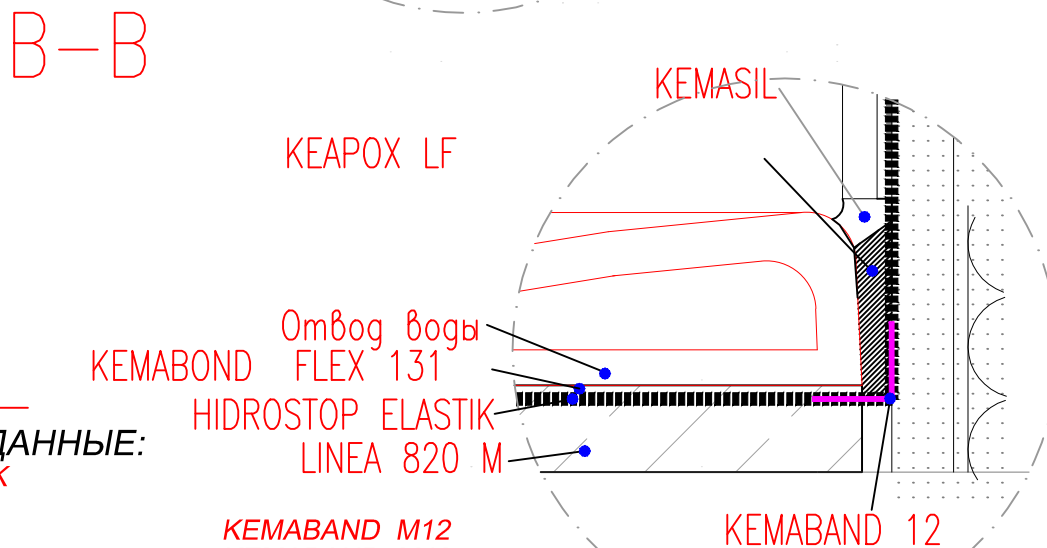 B-B
KEMASIL
KEAPOX LF
Отвод воды
KEMABOND FLEX 131
HIDROSTOP ELASTIK
ДАННЫЕ:
LINEA 820 M
KEMABAND M12
KEMABAND 12